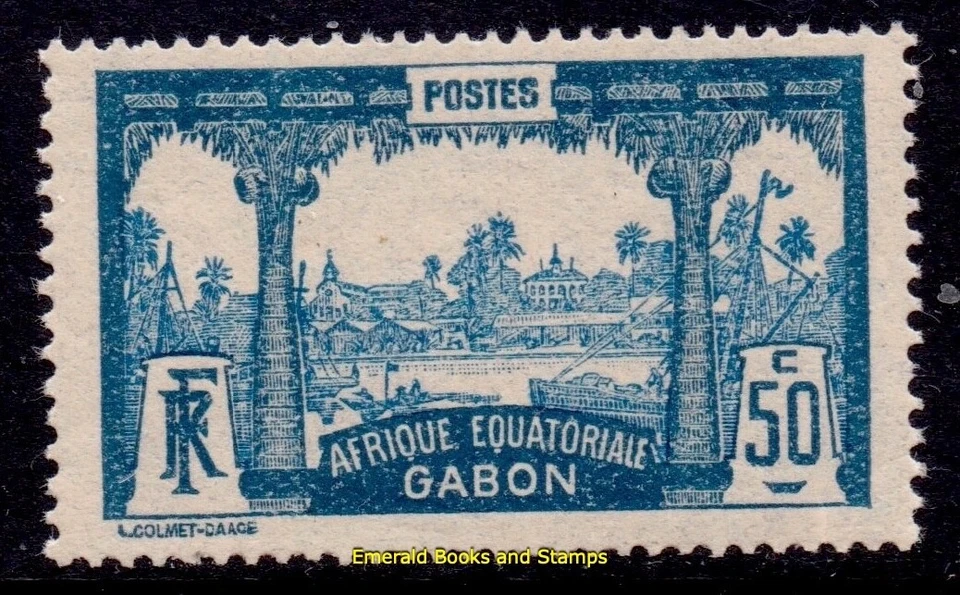 POSTES
RF
C
50
AFRIQUE EQUATORIALE
GABON
L.COLMET-DAAGE
Emerald Books and Stamps